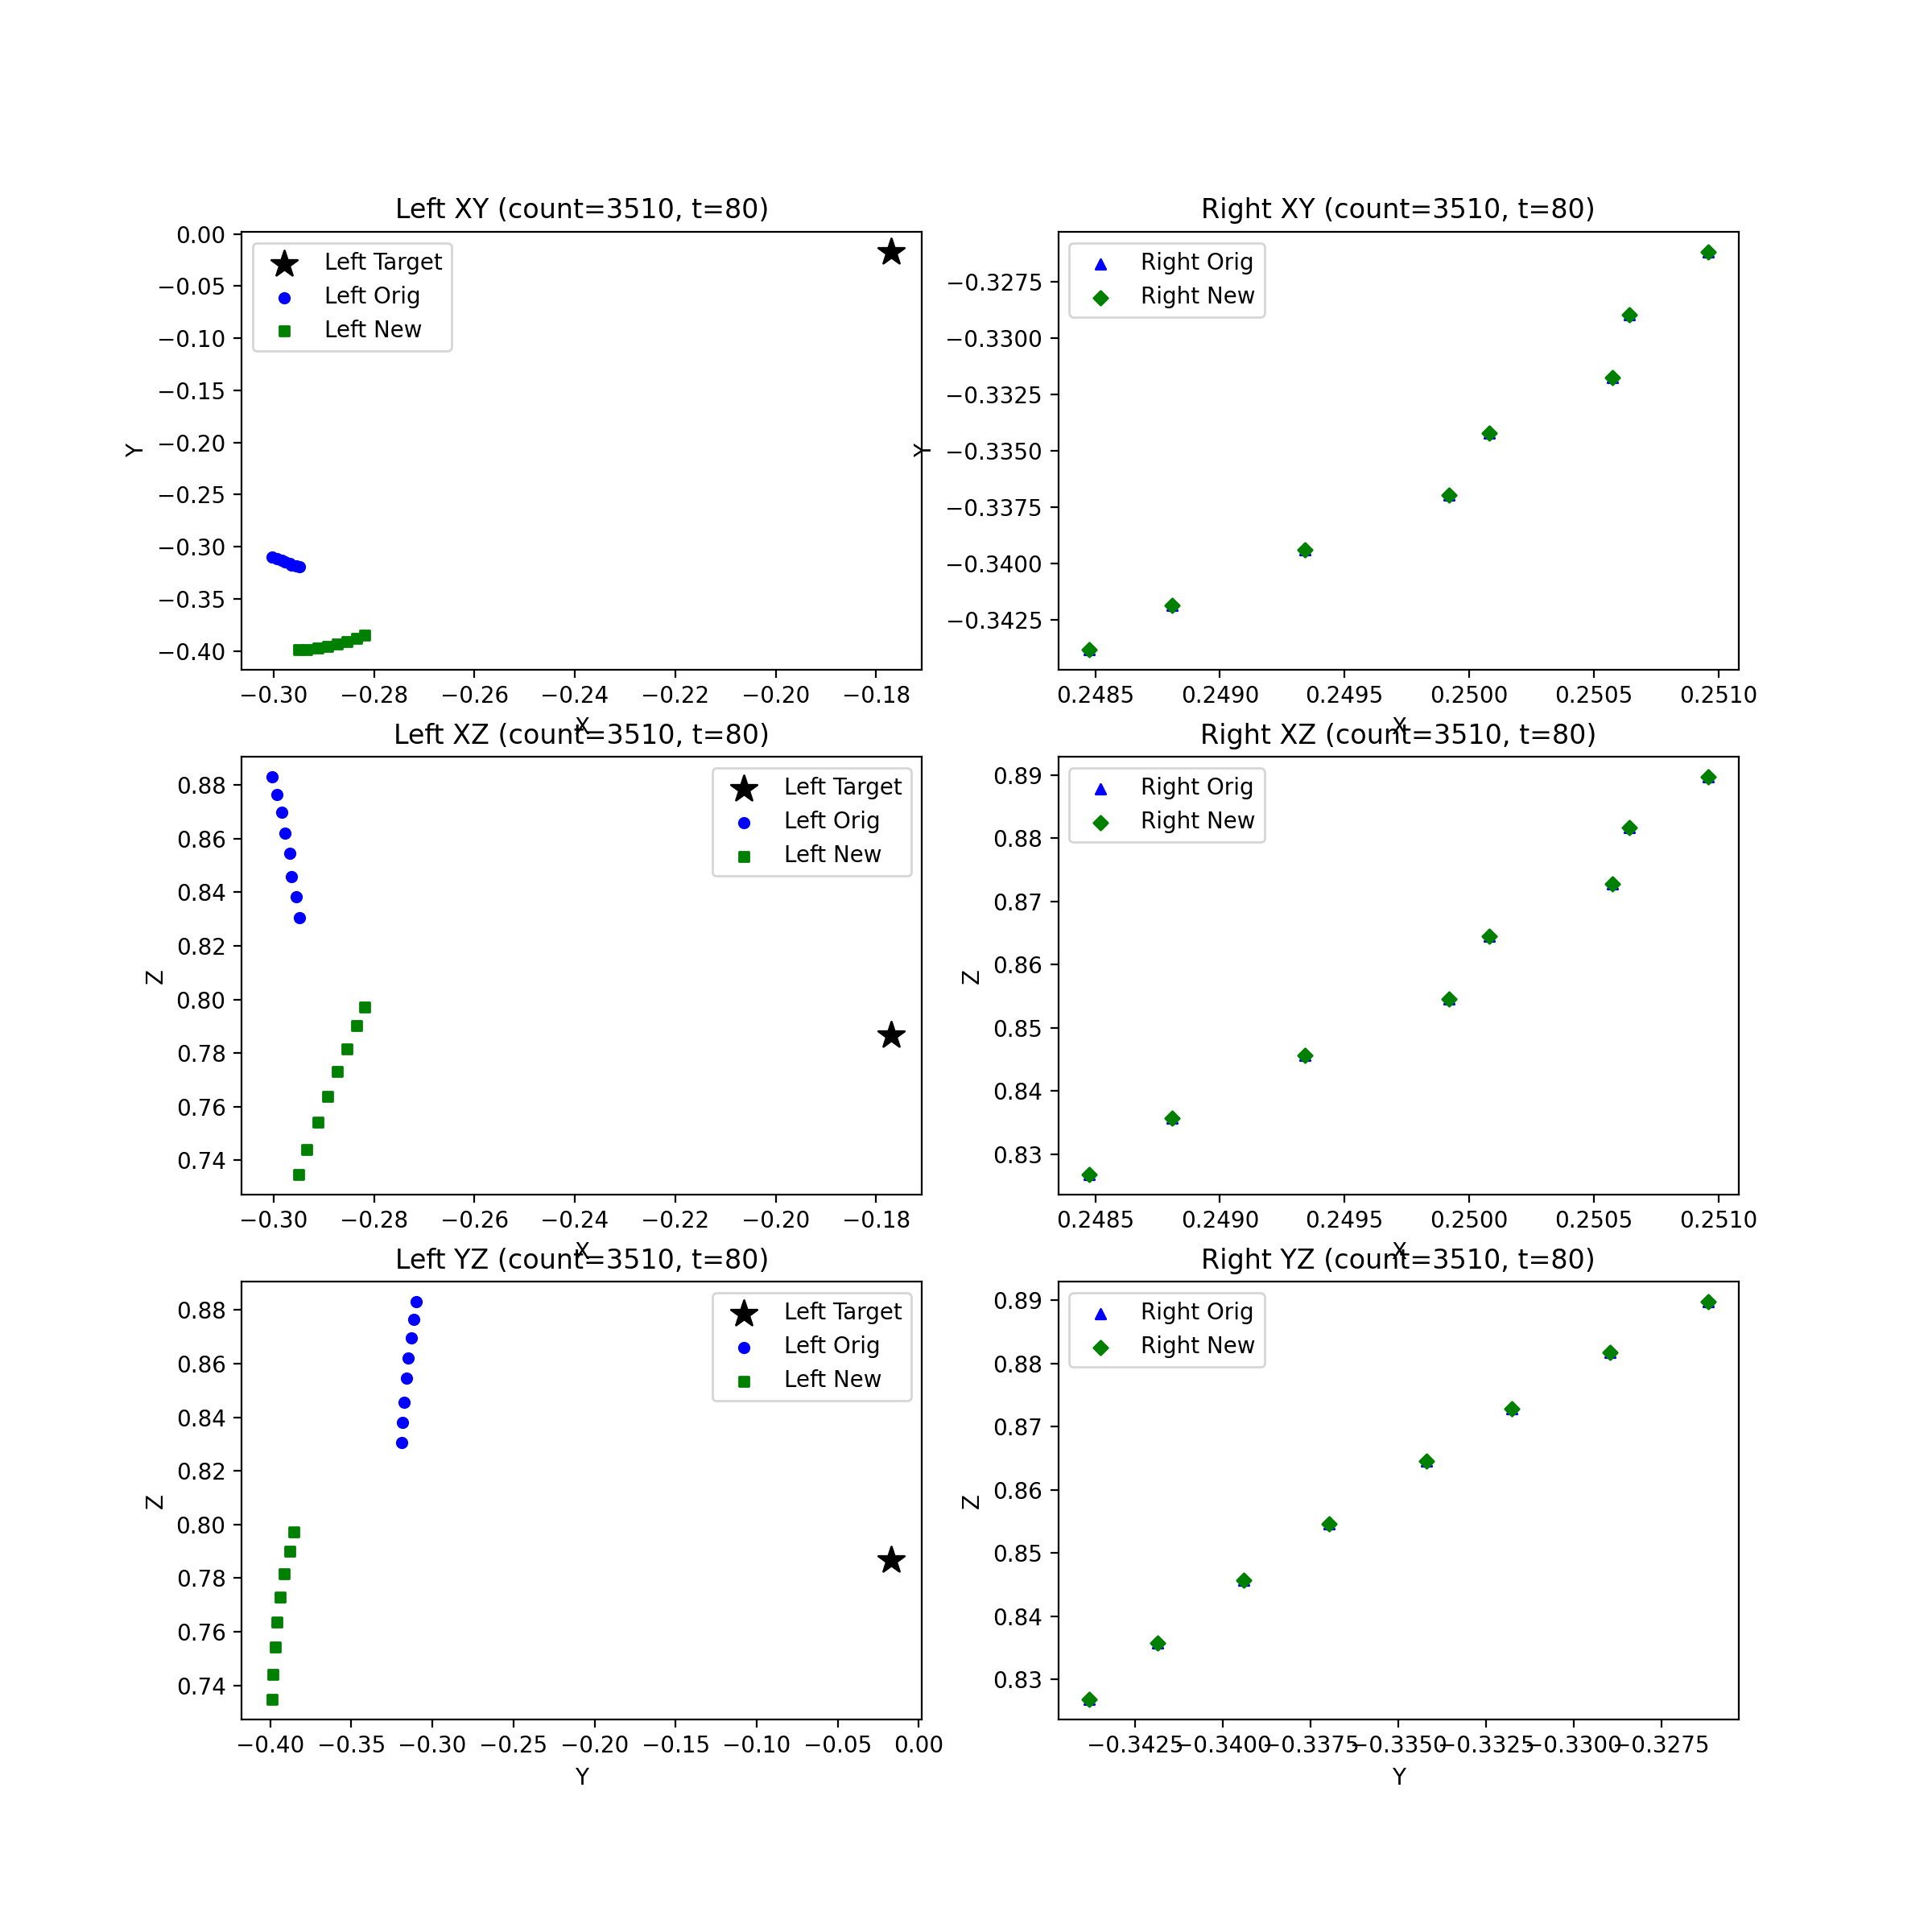 Left XY (count=3510, t=80)
0.00
−0.05
−0.10
−0.15
−0.20
−0.25
−0.30
−0.35
−0.40
Y
Left Target
Left Orig
Left New
−0.30 −0.28 −0.26 −0.24 −0.22 −0.20 −0.18
X
Right XY (count=3510, t=80)
−0.3275
−0.3300
−0.3325
−0.3350
−0.3375
−0.3400
−0.3425
Y
Right Orig
Right New
0.2485 0.2490 0.2495 0.2500 0.2505 0.2510
X
Left XZ (count=3510, t=80)
0.88
0.86
0.84
0.82
0.80
0.78
0.76
0.74
Z
Left Target
Left Orig
Left New
−0.30 −0.28 −0.26 −0.24 −0.22 −0.20 −0.18
X
Right XZ (count=3510, t=80)
0.89
0.88
0.87
0.86
0.85
0.84
0.83
Z
Right Orig
Right New
0.2485 0.2490 0.2495 0.2500 0.2505 0.2510
X
Left YZ (count=3510, t=80)
0.88
0.86
0.84
0.82
0.80
0.78
0.76
0.74
Z
Left Target
Left Orig
Left New
−0.40 −0.35 −0.30 −0.25 −0.20 −0.15 −0.10 −0.05 0.00
Y
Right YZ (count=3510, t=80)
0.89
0.88
0.87
0.86
0.85
0.84
0.83
Z
Right Orig
Right New
−0.3425 −0.3400 −0.3375 −0.3350 −0.3325 −0.3300 −0.3275
Y